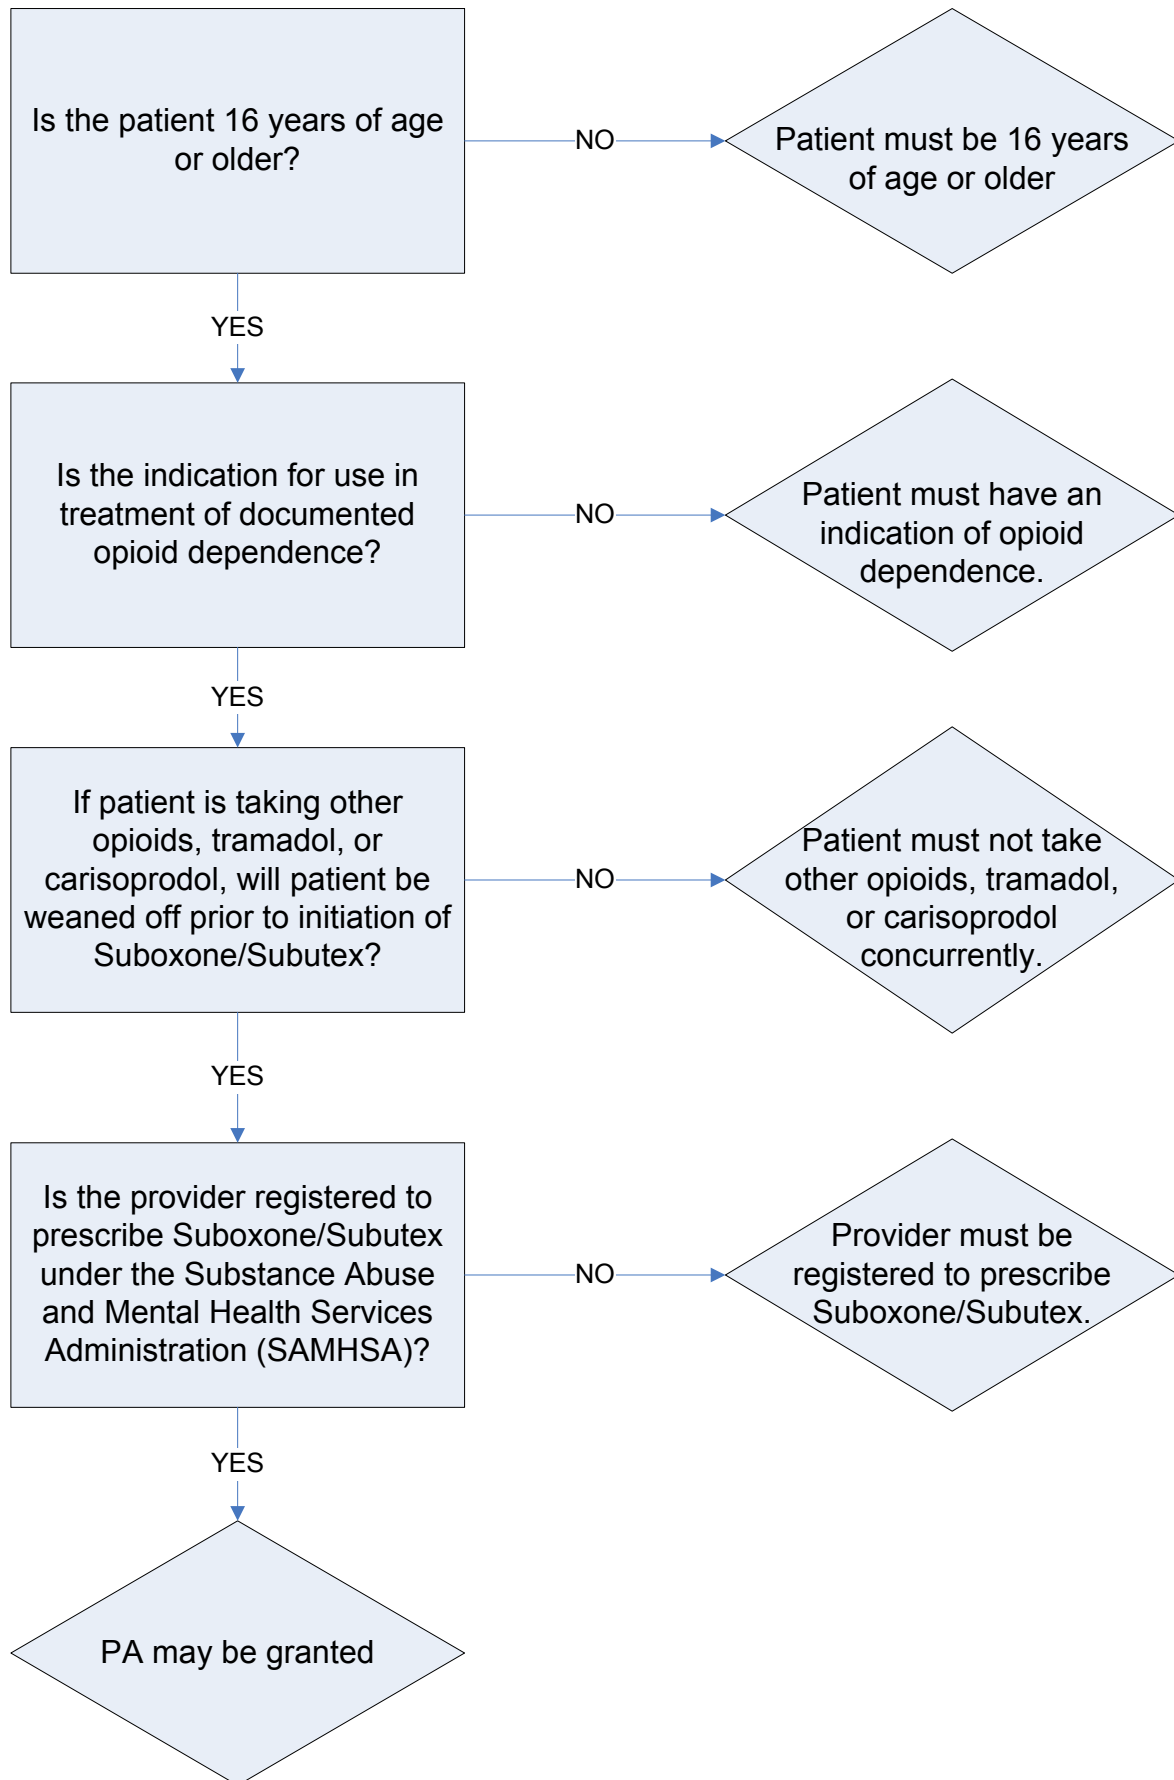 Is the patient 16 years of age
or older?
NO
Patient must be 16 years
of age or older
YES
Is the indication for use in
treatment of documented
opioid dependence?
NO
Patient must have an
indication of opioid
dependence.
YES
If patient is taking other
opioids, tramadol, or
carisoprodol, will patient be
weaned off prior to initiation of
Suboxone/Subutex?
NO
Patient must not take
other opioids, tramadol,
or carisoprodol
concurrently.
YES
Is the provider registered to
prescribe Suboxone/Subutex
under the Substance Abuse
and Mental Health Services
Administration (SAMHSA)?
NO
Provider must be
registered to prescribe
Suboxone/Subutex.
YES
PA may be granted